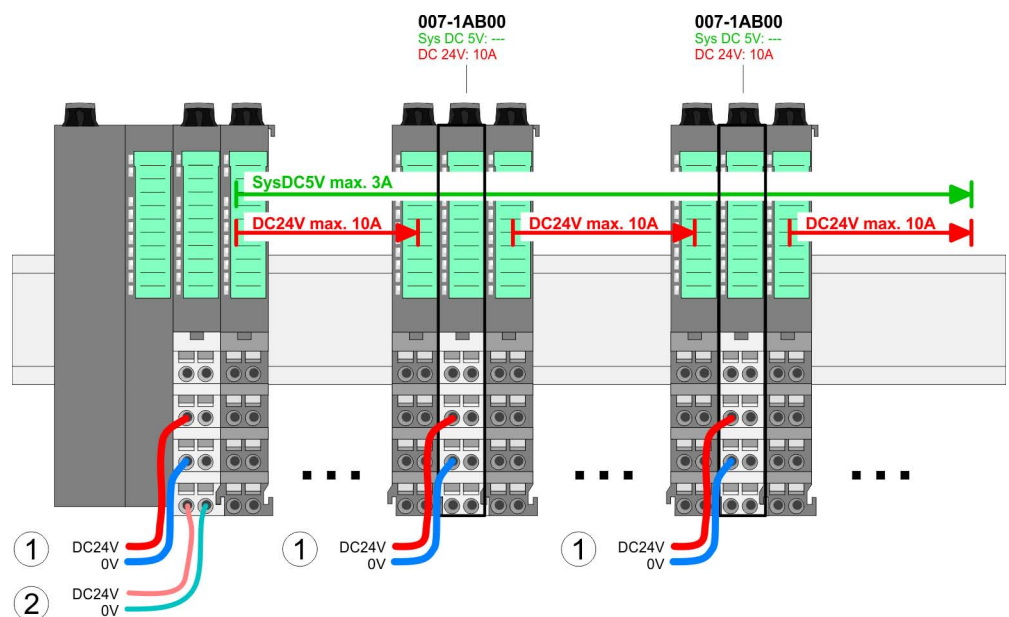 007-1AB00
Sys DC 5V: ---
DC 24V: 10A
007-1AB00
Sys DC 5V: ---
DC 24V: 10A
SysDC5V max. 3A
DC24V max. 10A
DC24V max. 10A
DC24V max. 10A
1
DC24V
0V
1
DC24V
0V
1
DC24V
0V
2
DC24V
0V